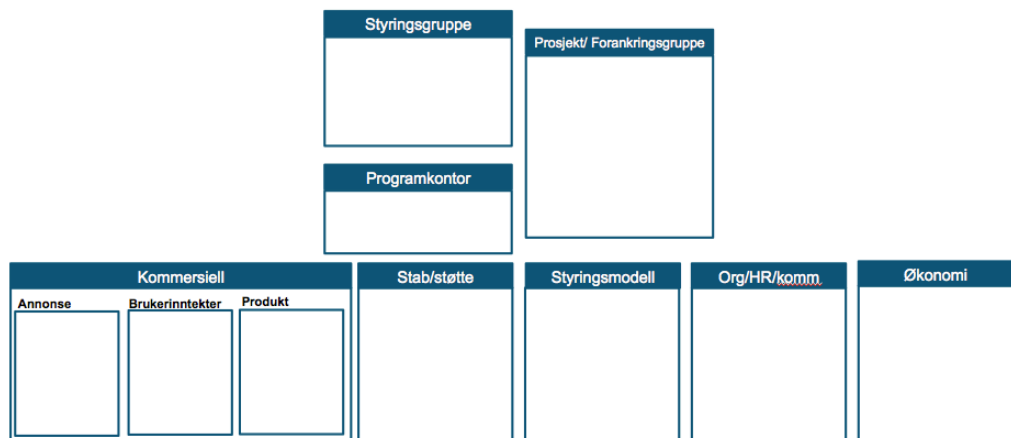 Styringsgruppe
Prosjekt/ Forankringsgruppe
Programkontor
Kommersiell
Stab/støtte
Styringsmodell
Org/HR/komm
Økonomi
Annonse
Brukerinntekter
Produkt